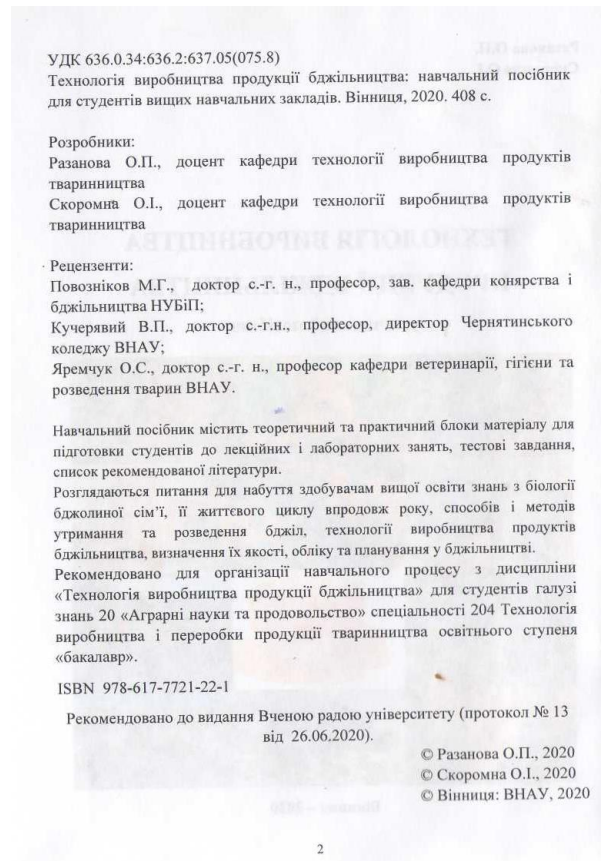 УДК 636.0.34:636.2:637.05(075.8)
Технологія виробництва продукції бджільництва: навчальний посібник
для студентів вищих навчальних закладів. Вінниця, 2020. 408 с.
Розробники:
Разанова О.П., доцент кафедри технології виробництва продуктів
тваринництва
Скоромна О.І., доцент кафедри технології виробництва продуктів
тваринництва
Рецензенти:
Повозніков М.Г., доктор с.-г. н., професор, зав. кафедри конярства і
бджільництва НУБіП;
Кучерявий В.П., доктор с.-г.н., професор, директор Чернятинського
коледжу ВНАУ;
Яремчук О.С., доктор с.-г. н., професор кафедри ветеринарії, гігієни та
розведення тварин ВНАУ.
Навчальний посібник містить теоретичний та практичний блоки матеріалу для
підготовки студентів до лекційних і лабораторних занять, тестові завдання,
список рекомендованої літератури.
Розглядаються питання для набуття здобувачам вищої освіти знань з біології
бджолиної сім’ї, її життєвого циклу впродовж року, способів і методів
утримання та розведення бджіл, технології виробництва продуктів
бджільництва, визначення їх якості, обліку та планування у бджільництві.
Рекомендовано для організації навчального процесу з дисципліни
«Технологія виробництва продукції бджільництва» для студентів галузі
знань 20 «Аграрні науки та продовольство» спеціальності 204 Технологія
виробництва і переробки продукції тваринництва освітнього ступеня
«бакалавр».
ISBN 978-617-7721-22-1
Рекомендовано до видання Вченою радою університету (протокол № 13
від 26.06.2020).
© Разанова О.П., 2020
© Скоромна О.І., 2020
© Вінниця: ВНАУ, 2020
2